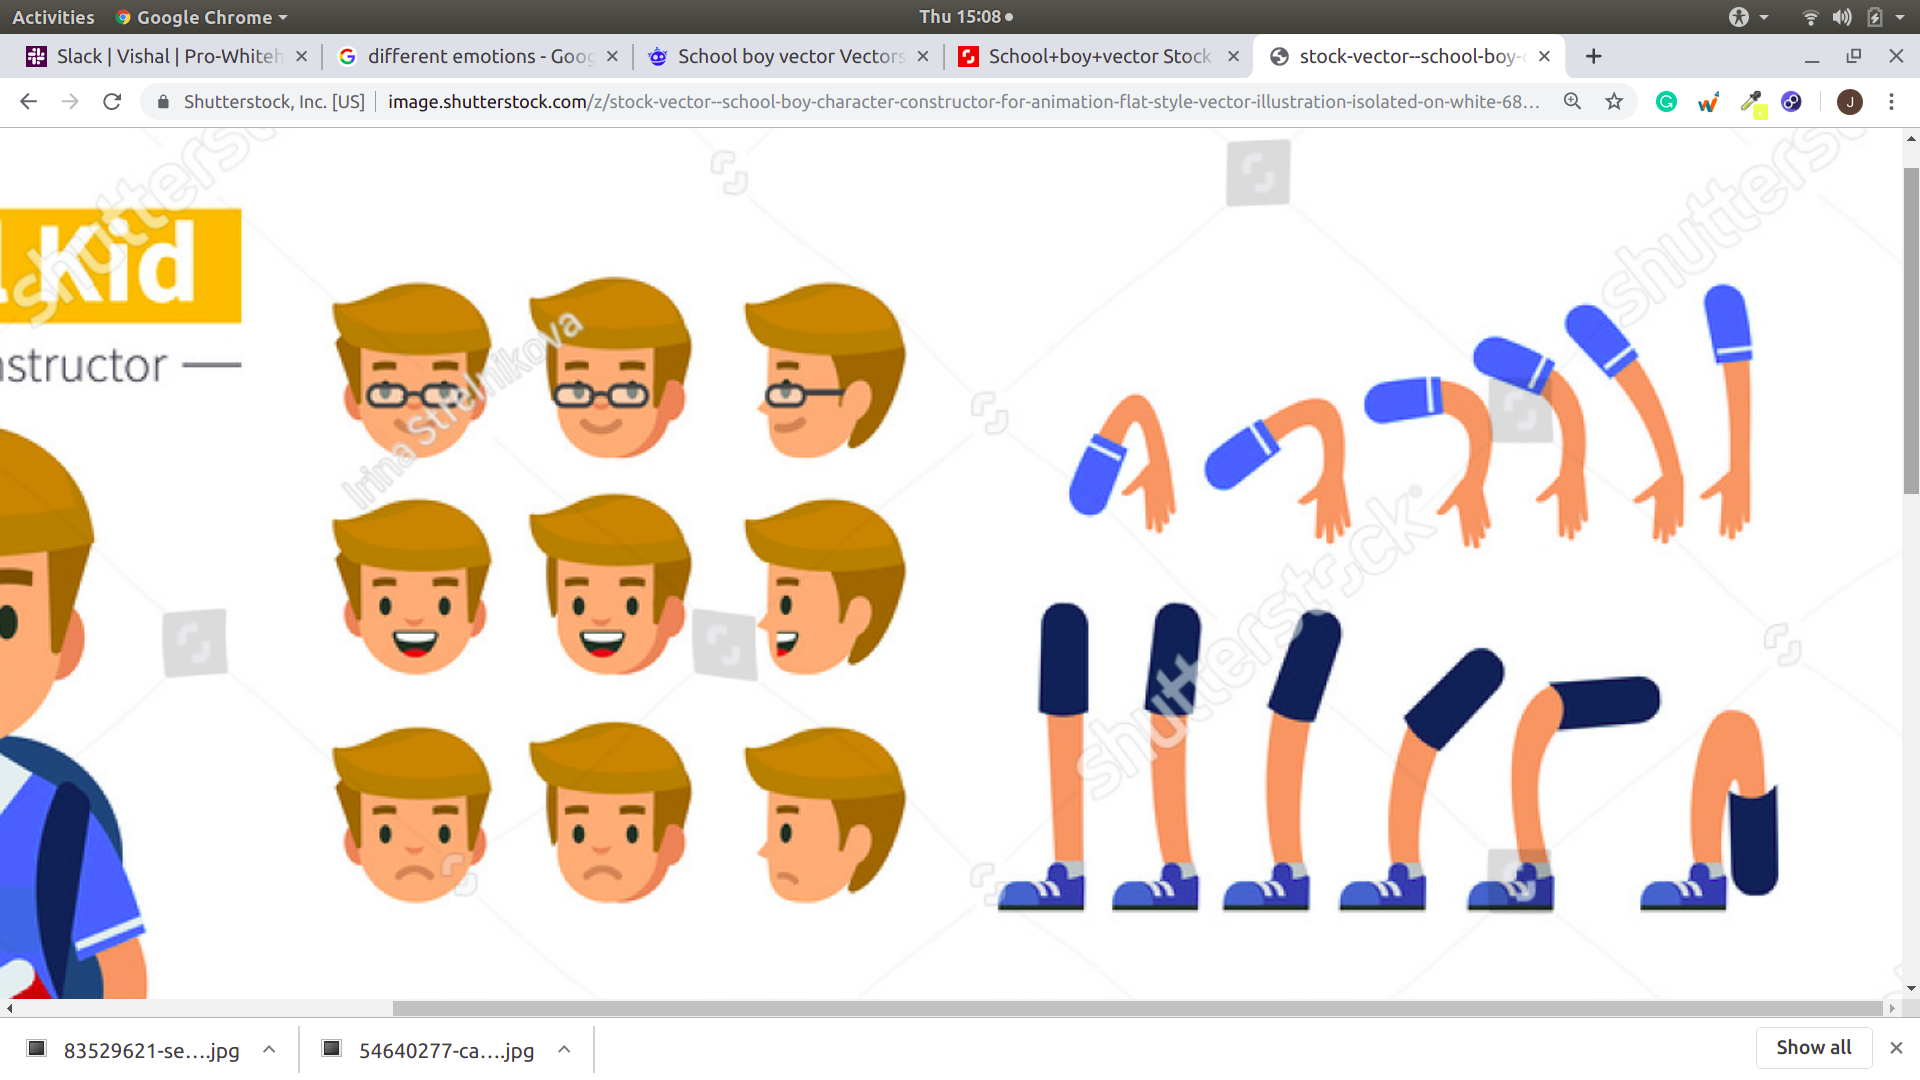 Activities Google Chrome Thu 15:08
Slack | Vishal | Pro-Whiteh different emotions - Goog School boy vector Vectors School+boy+vector Stock stock-vector--school-boy-c
Shutterstock, Inc. [US] image.shutterstock.com/z/stock-vector--school-boy-character-constructor-for-animation-flat-style-vector-illustration-isolated-on-white-68... J
shutterst
shutterst
Kid
nstructor
Irina Strelnikova
shutterstock
83529621-se....jpg 54640277-ca....jpg Show all